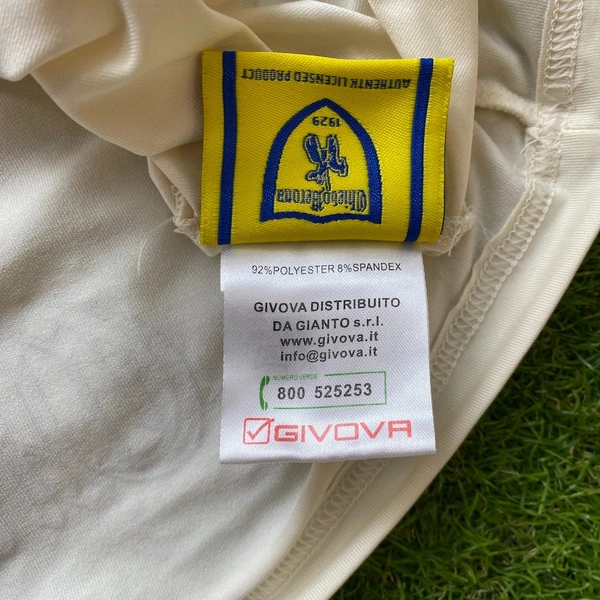 AUTHENTIK LICENSED PRODUCT
1929
ChievoVerona
92%POLYESTER 8%SPANDEX
GIVOVA DISTRIBUITO
DA GIANTO s.r.l.
www.givova.it
info@givova.it
NUMERO VERDE
800 525253
GIVOVA